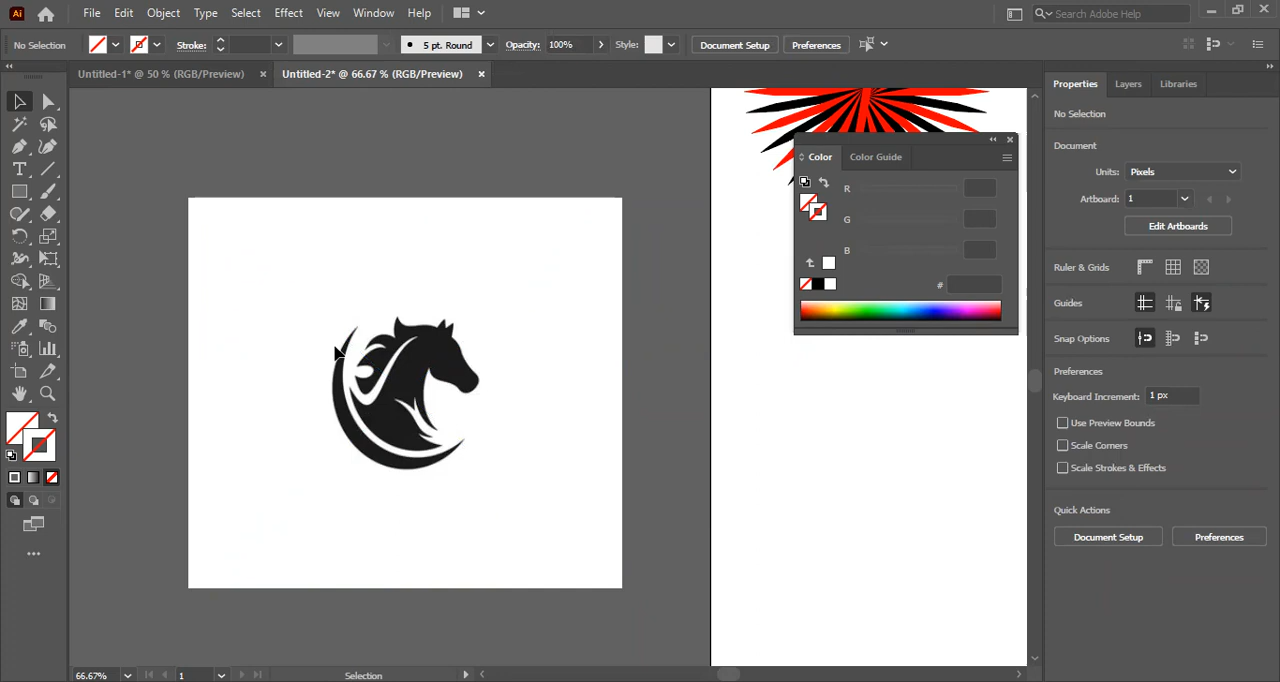 Ai File Edit Object Type Select Effect View Window Help Search Adobe Help
No Selection Stroke: 5 pt. Round Opacity: 100% Style: Document Setup Preferences
Untitled-1* @ 50 % (RGB/Preview) × Untitled-2* @ 66.67 % (RGB/Preview) ×
Properties Layers Libraries
No Selection
Document
Units: Pixels
Artboard: 1
Edit Artboards
Ruler & Grids
Guides
Snap Options
Preferences
Keyboard Increment: 1 px
Use Preview Bounds
Scale Corners
Scale Strokes & Effects
Quick Actions
Document Setup Preferences
Color Color Guide
R
G
B
#
66.67% 1 Selection